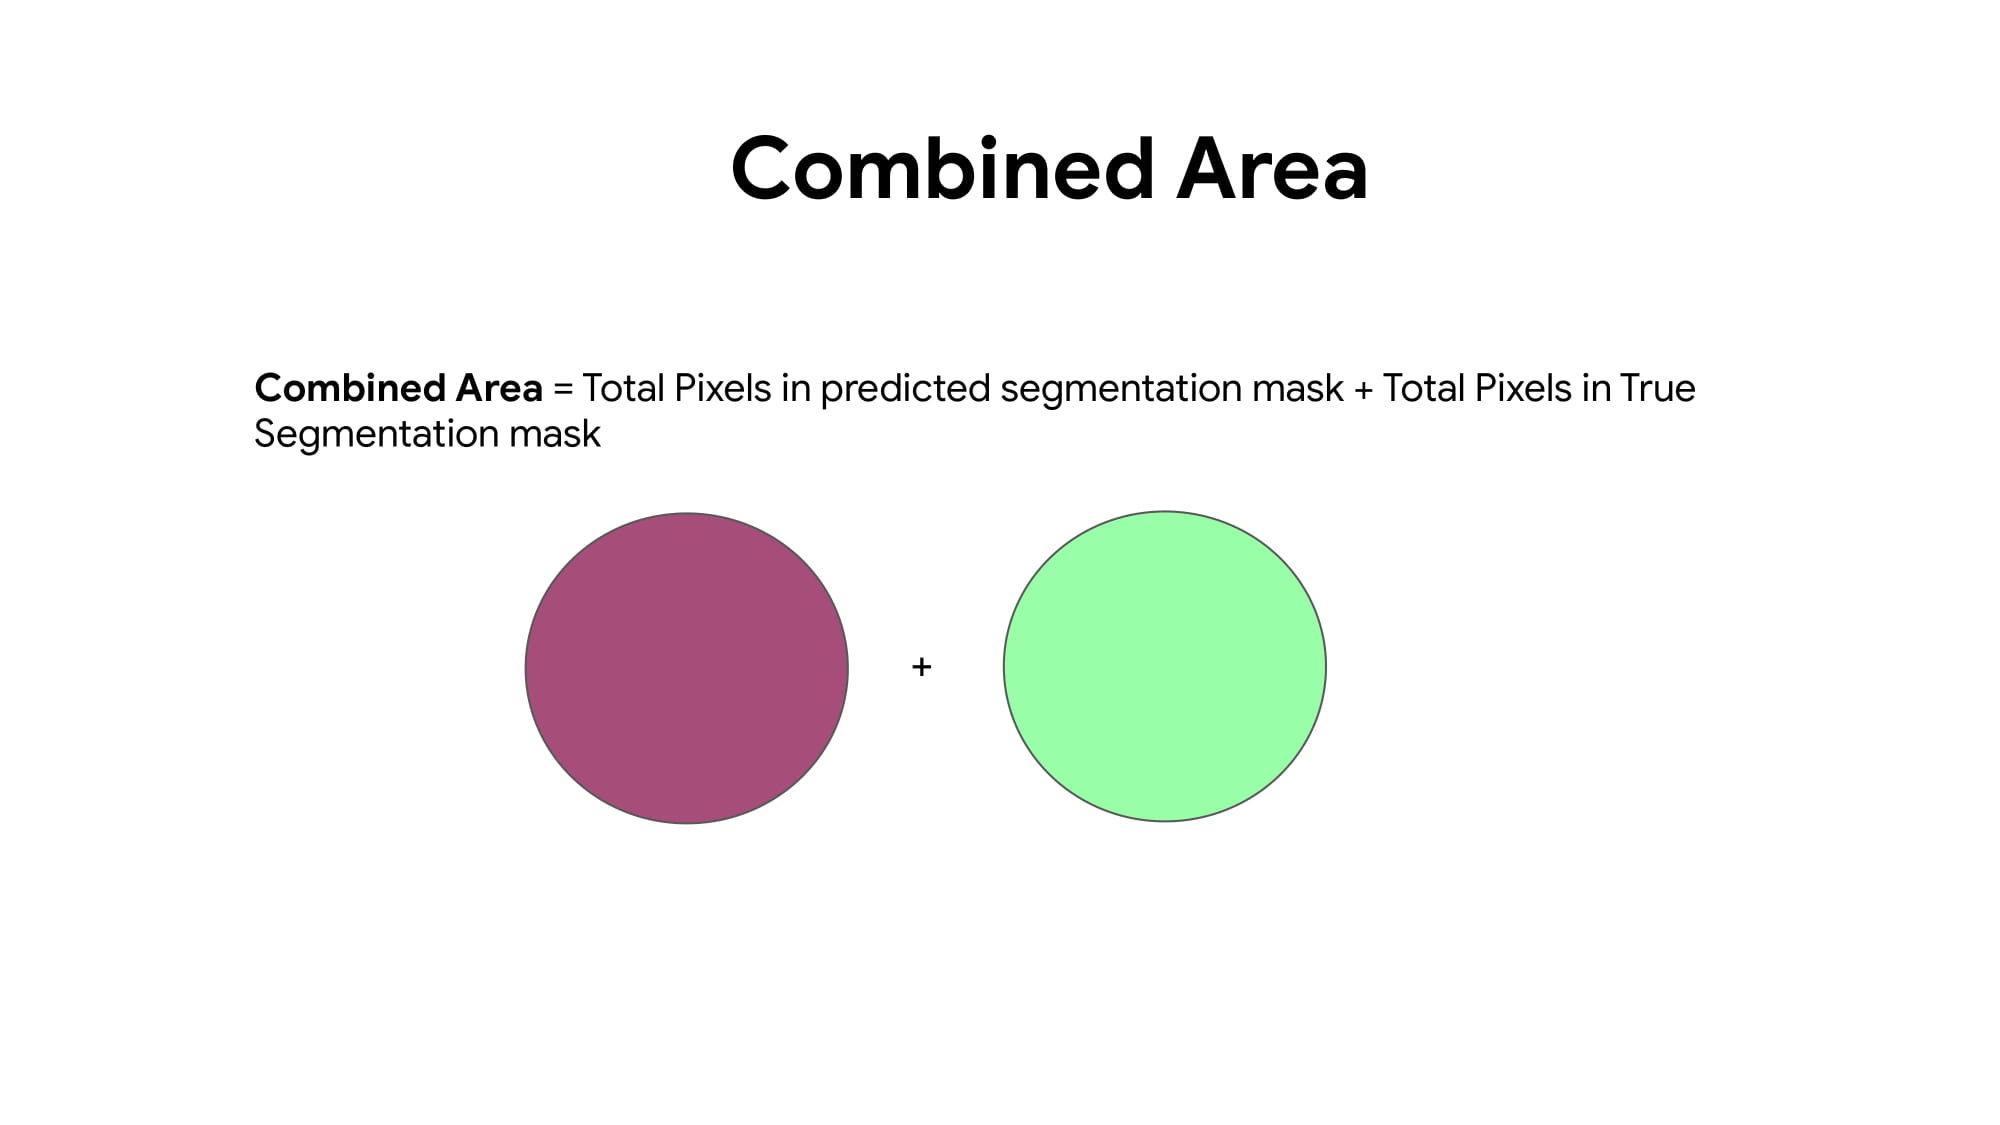 Combined Area
Combined Area = Total Pixels in predicted segmentation mask + Total Pixels in True
Segmentation mask
+